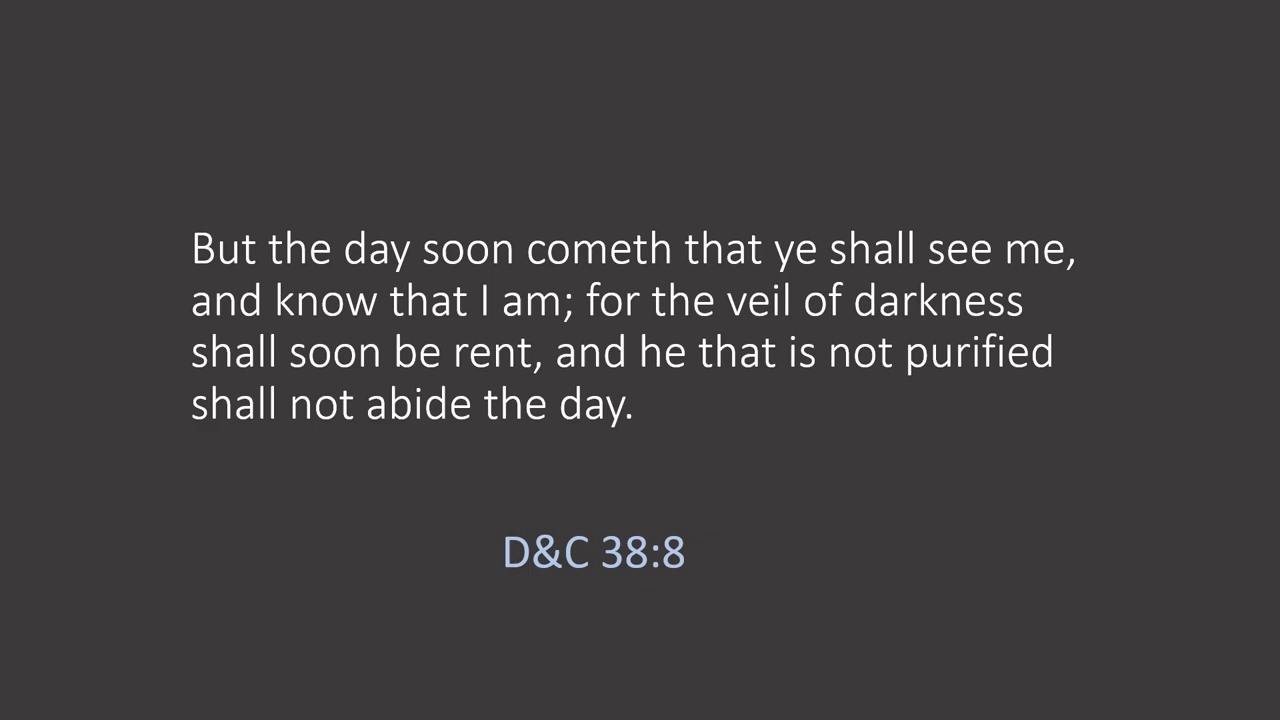 But the day soon cometh that ye shall see me,
and know that I am; for the veil of darkness
shall soon be rent, and he that is not purified
shall not abide the day.
D&C 38:8